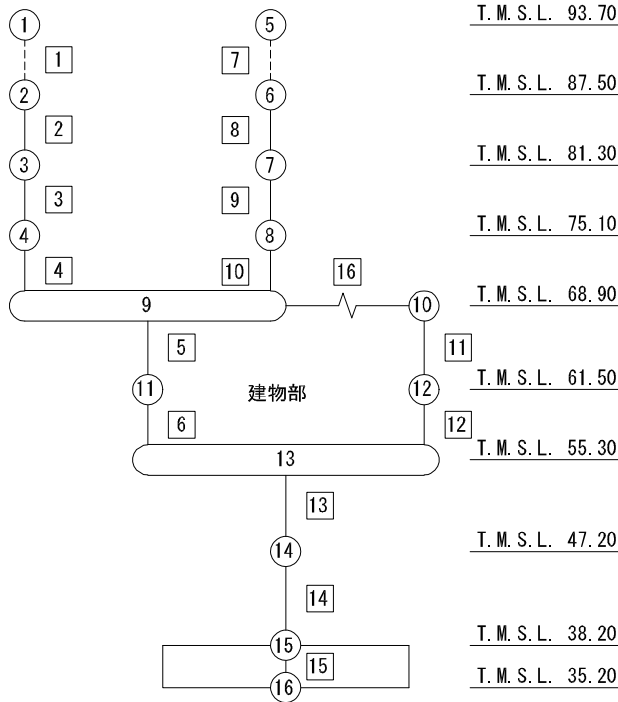 1 5 T.M.S.L. 93.70
1 7
2 6 T.M.S.L. 87.50
2 8
3 7 T.M.S.L. 81.30
3 9
4 8 T.M.S.L. 75.10
4 10 16
9 10 T.M.S.L. 68.90
5 11
11 建物部 12 T.M.S.L. 61.50
6 12
13 T.M.S.L. 55.30
13
14 T.M.S.L. 47.20
14
15 T.M.S.L. 38.20
15
16 T.M.S.L. 35.20